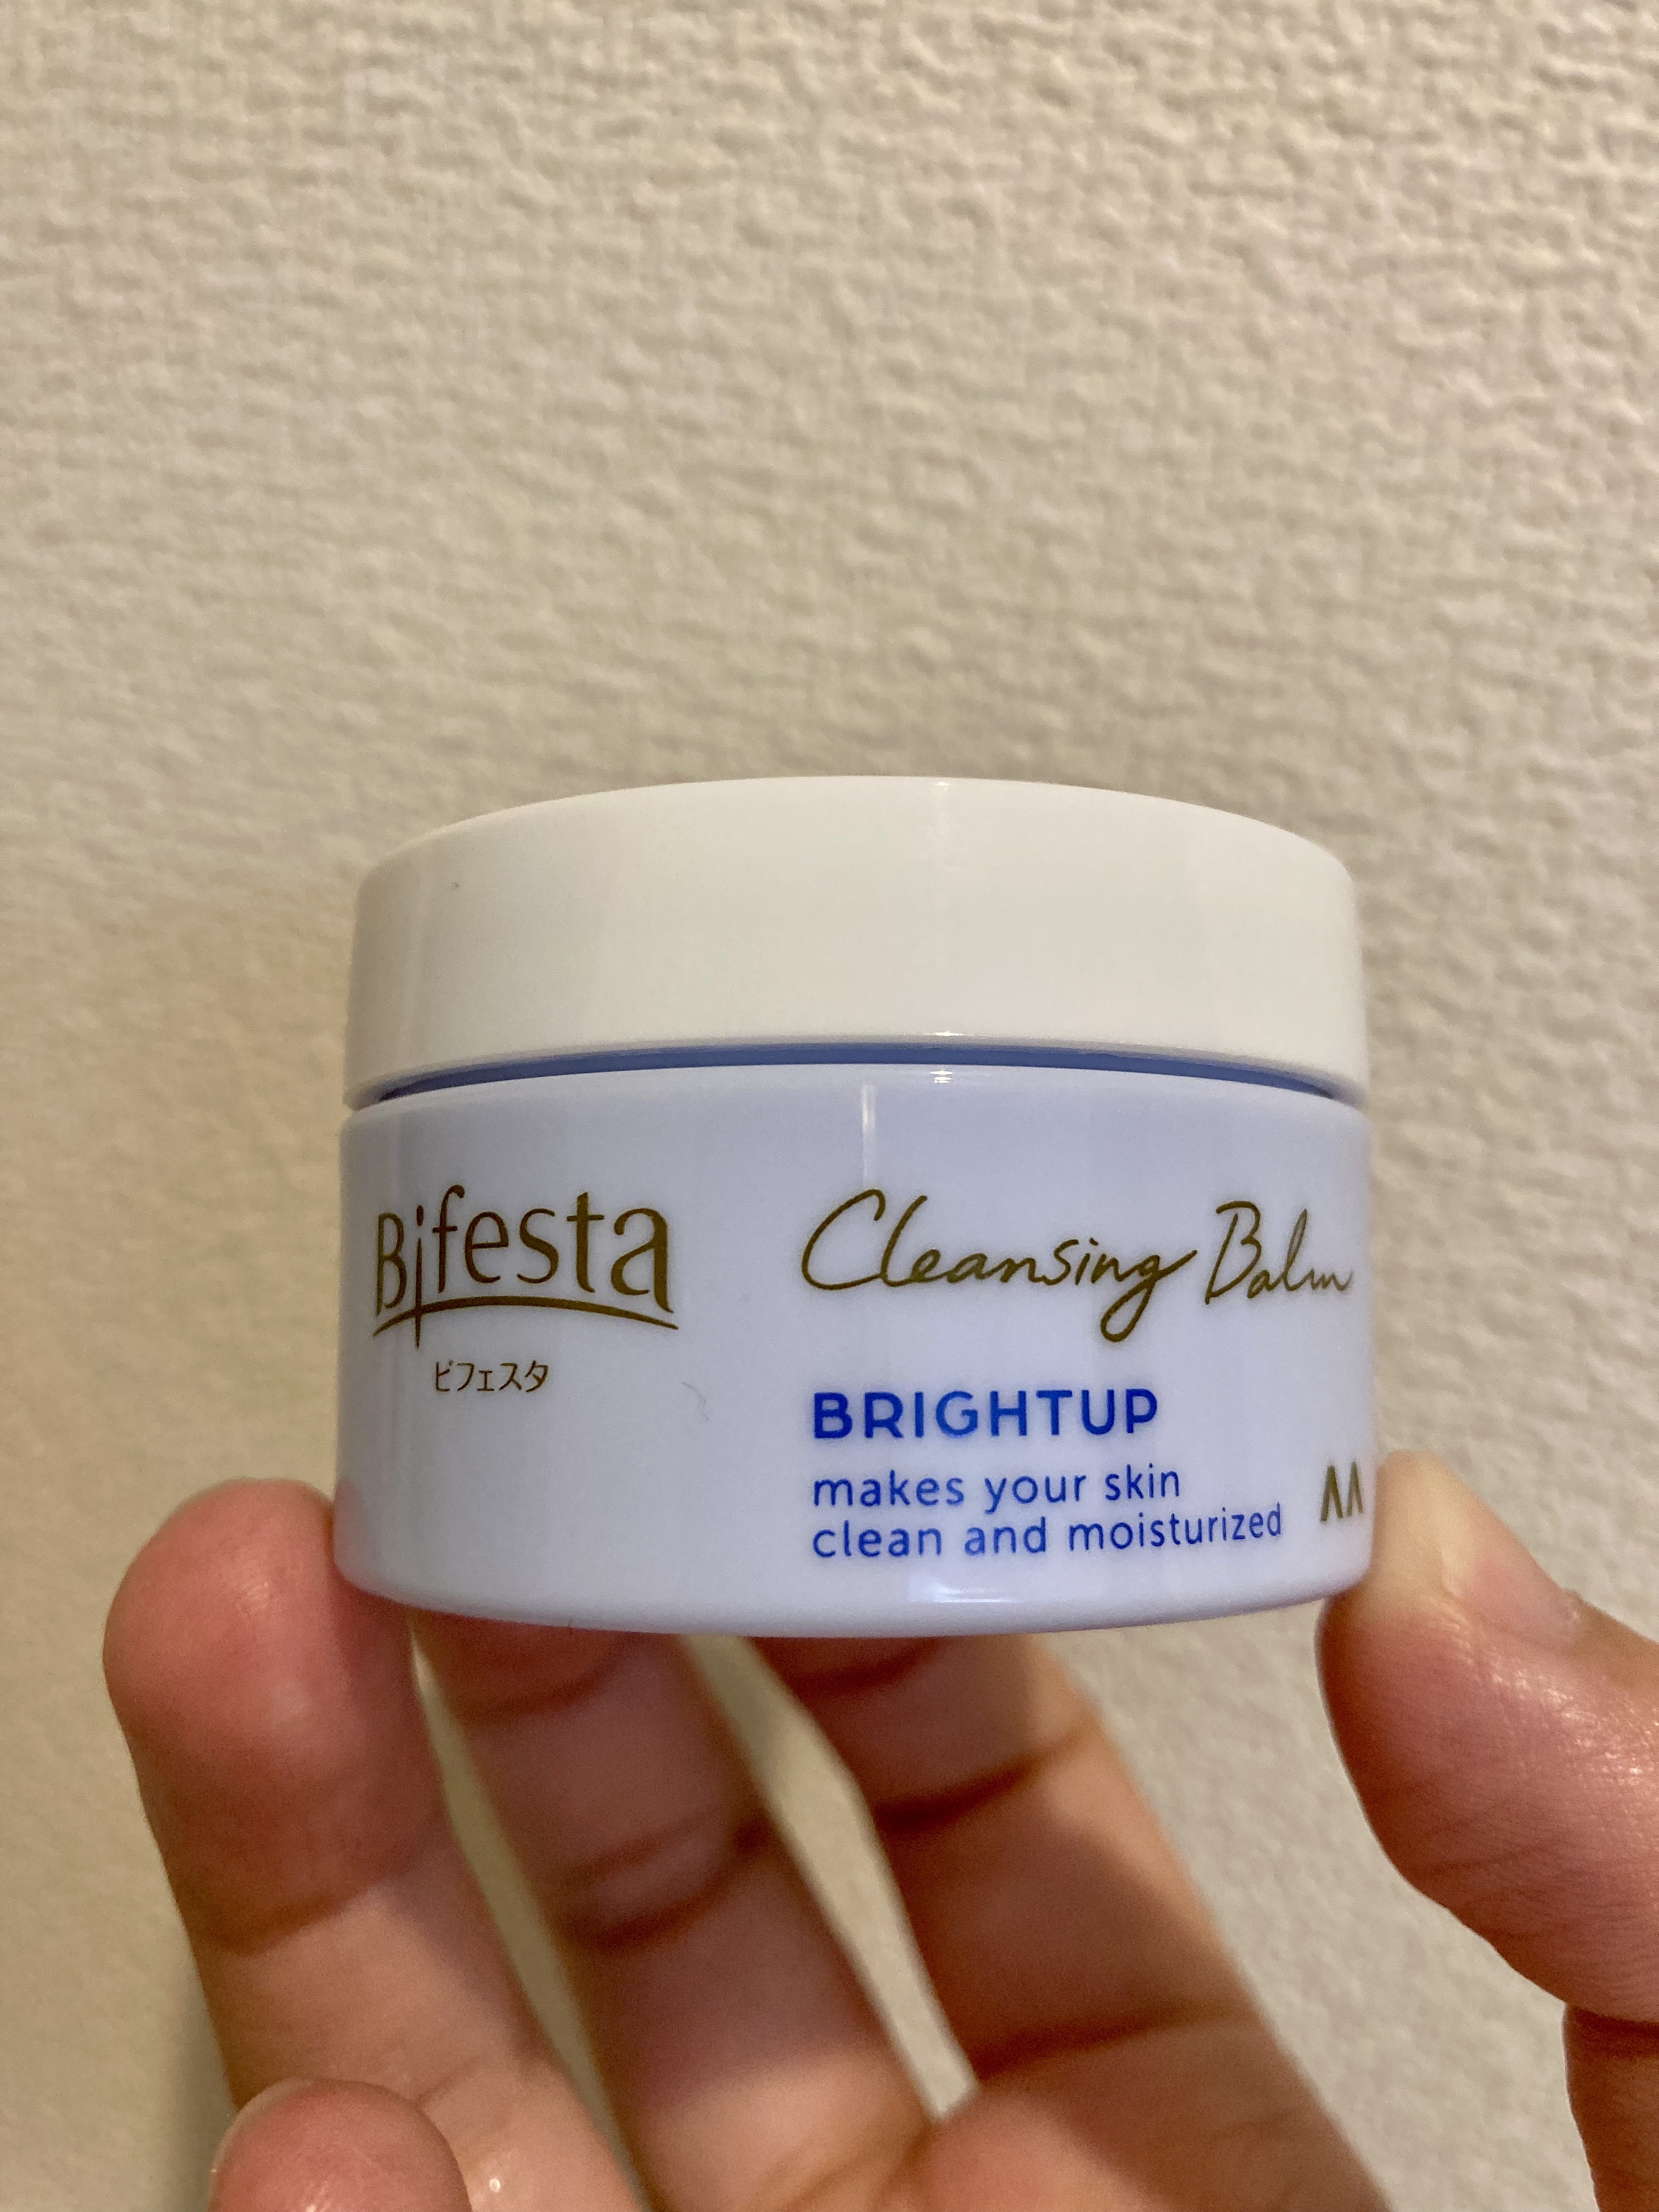 Bifesta
ビフェスタ
Cleansing Balm
BRIGHTUP
makes your skin
clean and moisturized